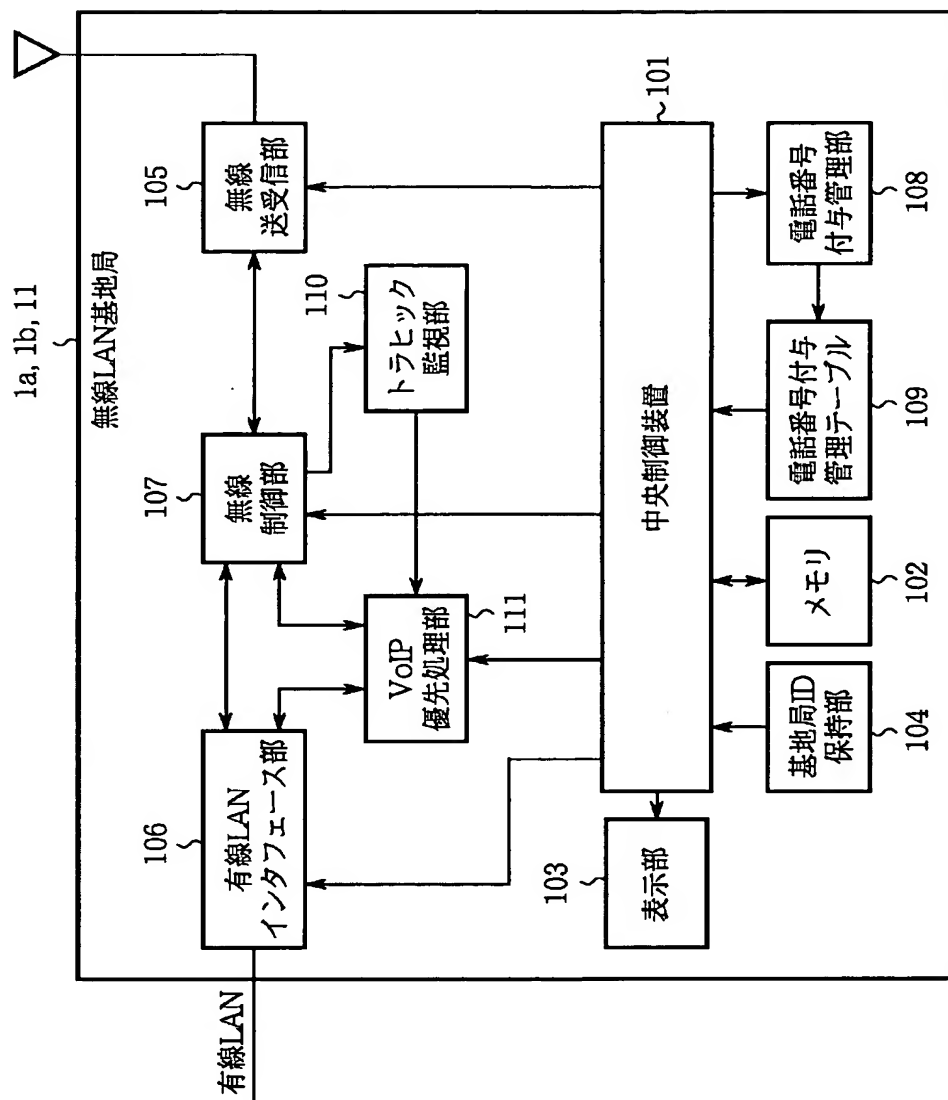 1a, 1b, 11
無線LAN基地局
有線LAN
106
有線LAN
インタフェース部
107
無線
制御部
105
無線
送受信部
110
トラヒック
監視部
111
VoIP
優先処理部
101
中央制御装置
103
表示部
104
基地局ID
保持部
102
メモリ
109
電話番号付与
管理テーブル
108
電話番号
付与管理部